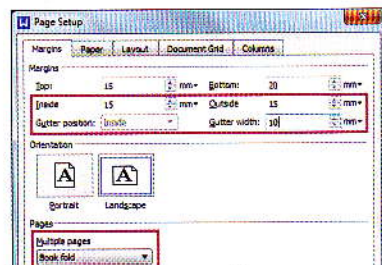 Page Setup
Margins Paper Layout Document Grid Columns
Margins
Top: 15 mm Bottom: 20 mm
Inside 15 mm Outside 15 mm
Gutter position: Inside Gutter width: 10 mm
Orientation
A A
Portrait Landscape
Pages
Multiple pages
Book fold